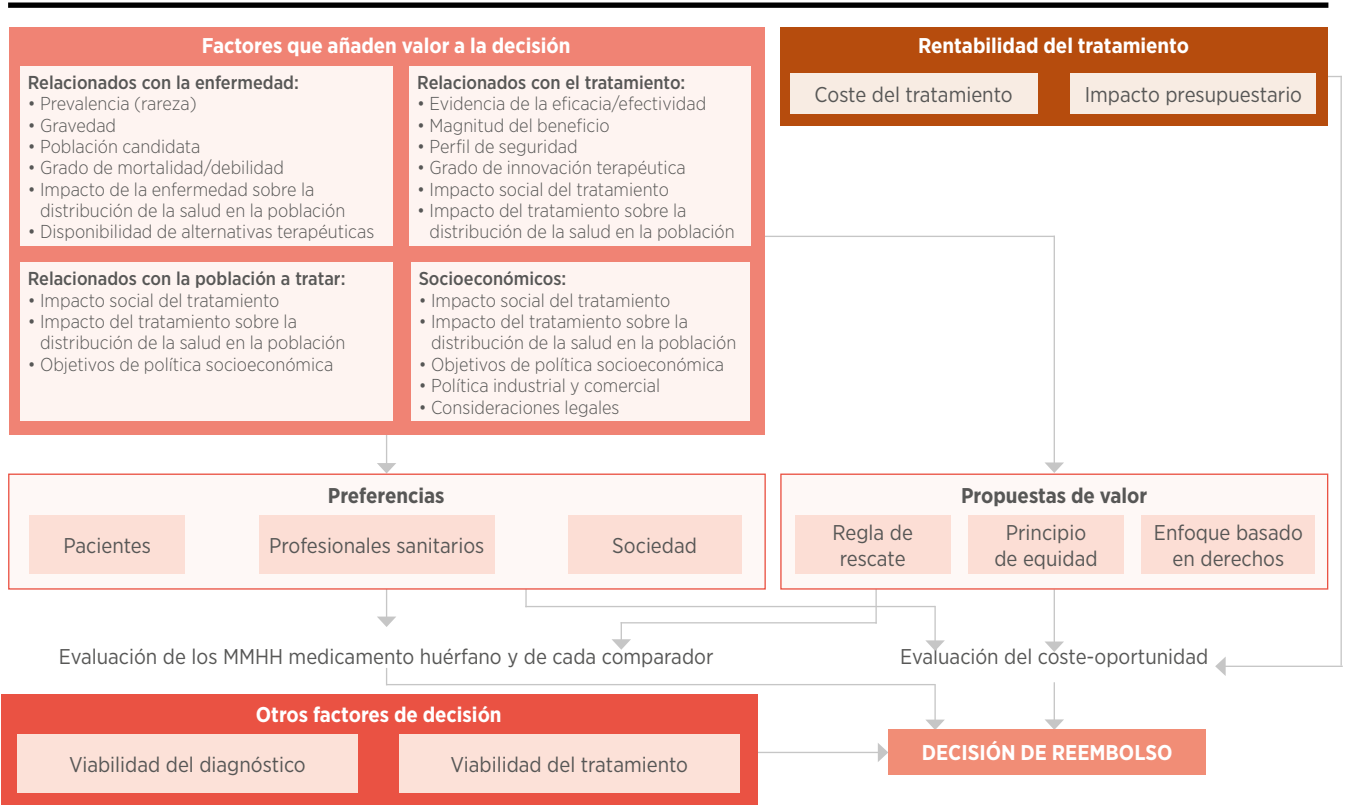 Factores que añaden valor a la decisión
Relacionados con la enfermedad:
• Prevalencia (rareza)
• Gravedad
• Población candidata
• Grado de mortalidad/debilidad
• Impacto de la enfermedad sobre la
distribución de la salud en la población
• Disponibilidad de alternativas terapéuticas
Relacionados con el tratamiento:
• Evidencia de la eficacia/efectividad
• Magnitud del beneficio
• Perfil de seguridad
• Grado de innovación terapéutica
• Impacto social del tratamiento
• Impacto del tratamiento sobre la
distribución de la salud en la población
Relacionados con la población a tratar:
• Impacto social del tratamiento
• Impacto del tratamiento sobre la
distribución de la salud en la población
• Objetivos de política socioeconómica
Socioeconómicos:
• Impacto social del tratamiento
• Impacto del tratamiento sobre la
distribución de la salud en la población
• Objetivos de política socioeconómica
• Política industrial y comercial
• Consideraciones legales
Rentabilidad del tratamiento
Coste del tratamiento
Impacto presupuestario
Preferencias
Pacientes
Profesionales sanitarios
Sociedad
Propuestas de valor
Regla de
rescate
Principio
de equidad
Enfoque basado
en derechos
Evaluación de los MMHH medicamento huérfano y de cada comparador
Evaluación del coste-oportunidad
Otros factores de decisión
Viabilidad del diagnóstico
Viabilidad del tratamiento
DECISIÓN DE REEMBOLSO